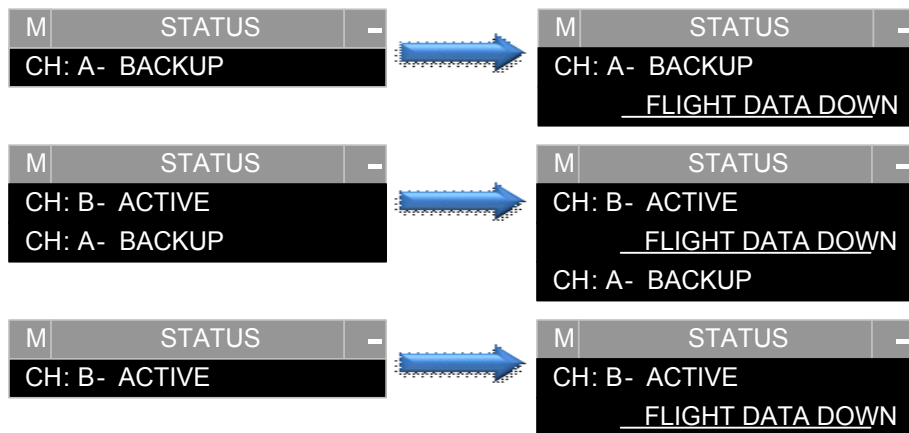 M STATUS -
CH: A- BACKUP
M STATUS -
CH: A- BACKUP
FLIGHT DATA DOWN
M STATUS -
CH: B- ACTIVE
CH: A- BACKUP
M STATUS -
CH: B- ACTIVE
FLIGHT DATA DOWN
CH: A- BACKUP
M STATUS -
CH: B- ACTIVE
M STATUS -
CH: B- ACTIVE
FLIGHT DATA DOWN